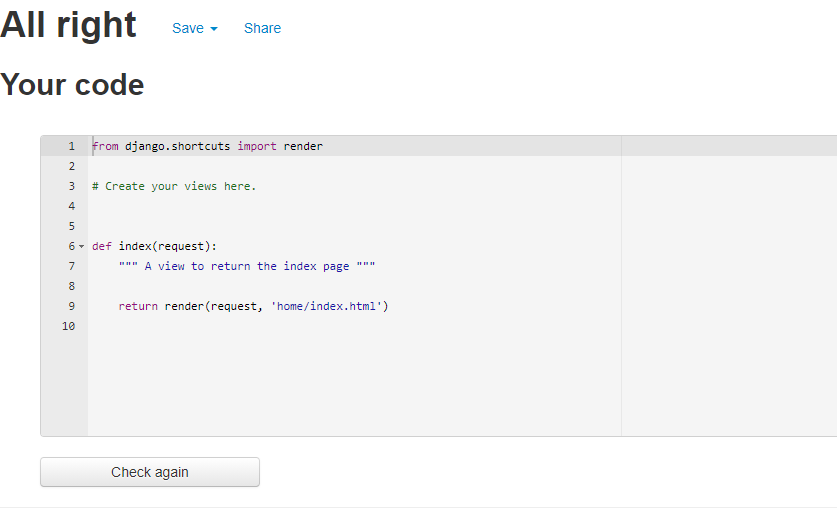 All right Save Share
Your code
1 from django.shortcuts import render
2
3 # Create your views here.
4
5
6 def index(request):
7     """ A view to return the index page """
8
9     return render(request, 'home/index.html')
10
Check again